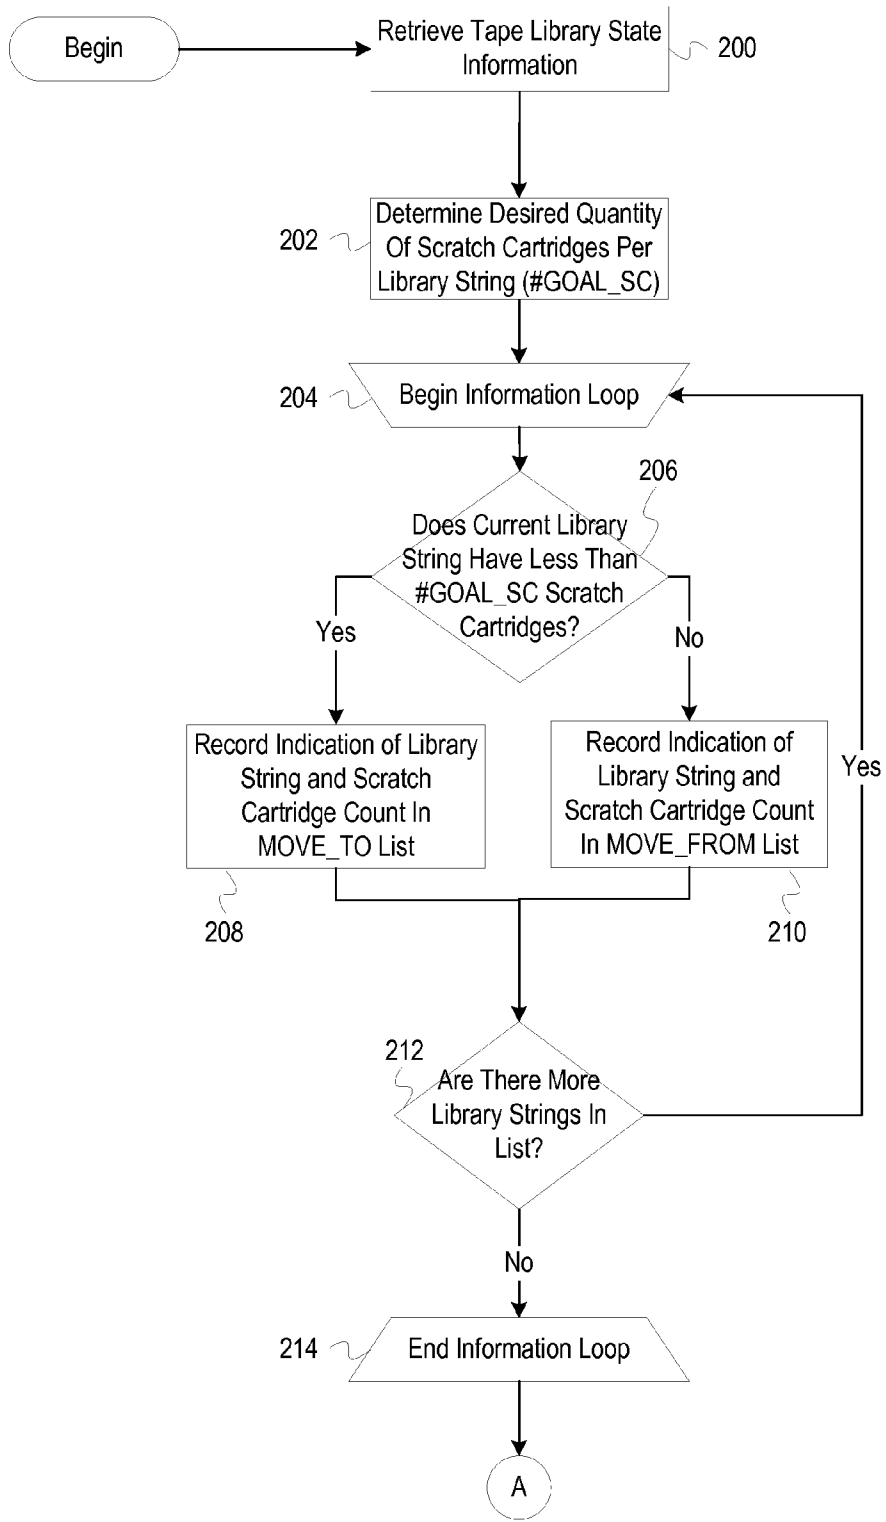 Begin
Retrieve Tape Library State
Information
200
Determine Desired Quantity
Of Scratch Cartridges Per
Library String (#GOAL_SC)
202
Begin Information Loop
204
206
Does Current Library
String Have Less Than
#GOAL_SC Scratch
Cartridges?
Yes
No
Record Indication of Library
String and Scratch
Cartridge Count In
MOVE_TO List
208
Record Indication of
Library String and
Scratch Cartridge Count
In MOVE_FROM List
210
Yes
212
Are There More
Library Strings In
List?
No
214
End Information Loop
A